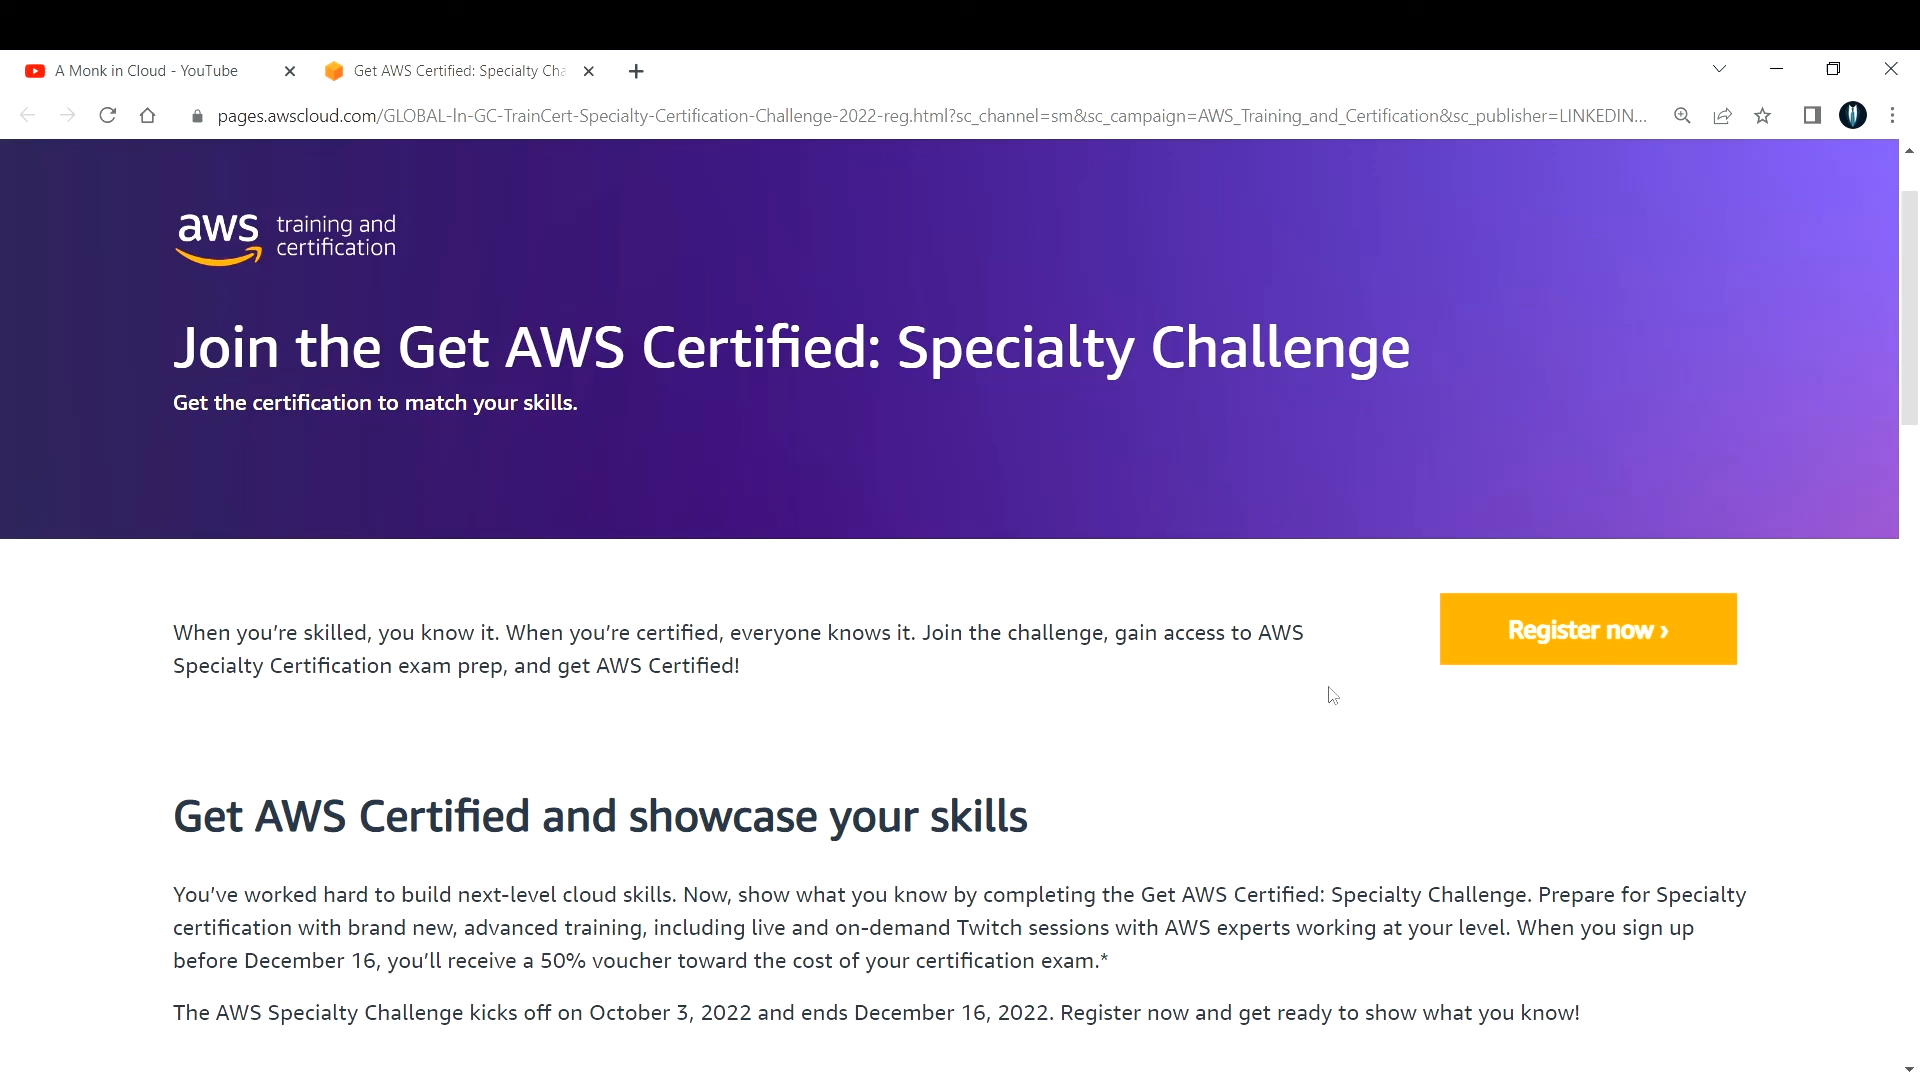 A Monk in Cloud - YouTube
Get AWS Certified: Specialty Cha
pages.awscloud.com/GLOBAL-ln-GC-TrainCert-Specialty-Certification-Challenge-2022-reg.html?sc_channel=sm&sc_campaign=AWS_Training_and_Certification&sc_publisher=LINKEDIN...
aws training and
certification
Join the Get AWS Certified: Specialty Challenge
Get the certification to match your skills.
When you’re skilled, you know it. When you’re certified, everyone knows it. Join the challenge, gain access to AWS
Specialty Certification exam prep, and get AWS Certified!
Register now ›
Get AWS Certified and showcase your skills
You’ve worked hard to build next-level cloud skills. Now, show what you know by completing the Get AWS Certified: Specialty Challenge. Prepare for Specialty
certification with brand new, advanced training, including live and on-demand Twitch sessions with AWS experts working at your level. When you sign up
before December 16, you’ll receive a 50% voucher toward the cost of your certification exam.*
The AWS Specialty Challenge kicks off on October 3, 2022 and ends December 16, 2022. Register now and get ready to show what you know!